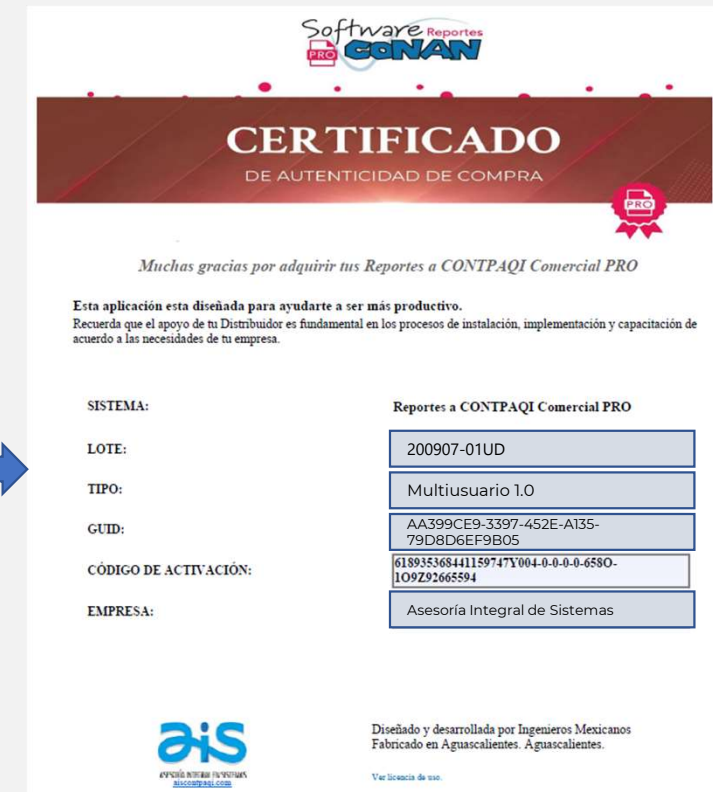 Software Reportes
PRO CONAN
CERTIFICADO
DE AUTENTICIDAD DE COMPRA
PRO
Muchas gracias por adquirir tus Reportes a CONTPAQI Comercial PRO
Esta aplicación esta diseñada para ayudarte a ser más productivo.
Recuerda que el apoyo de tu Distribuidor es fundamental en los procesos de instalación, implementación y capacitación de
acuerdo a las necesidades de tu empresa.
SISTEMA: Reportes a CONTPAQI Comercial PRO
LOTE: 200907-01UD
TIPO: Multiusuario 1.0
GUID: AA399CE9-3397-452E-A135-
79D8D6EF9B05
CÓDIGO DE ACTIVACIÓN: 618935368441159747Y004-0-0-0-0-658O-
1O9Z92665594
EMPRESA: Asesoría Integral de Sistemas
ais
ASESORÍA INTEGRAL EN SISTEMAS
aiscontpaqi.com
Diseñado y desarrollada por Ingenieros Mexicanos
Fabricado en Aguascalientes. Aguascalientes.
Ver licencia de uso.